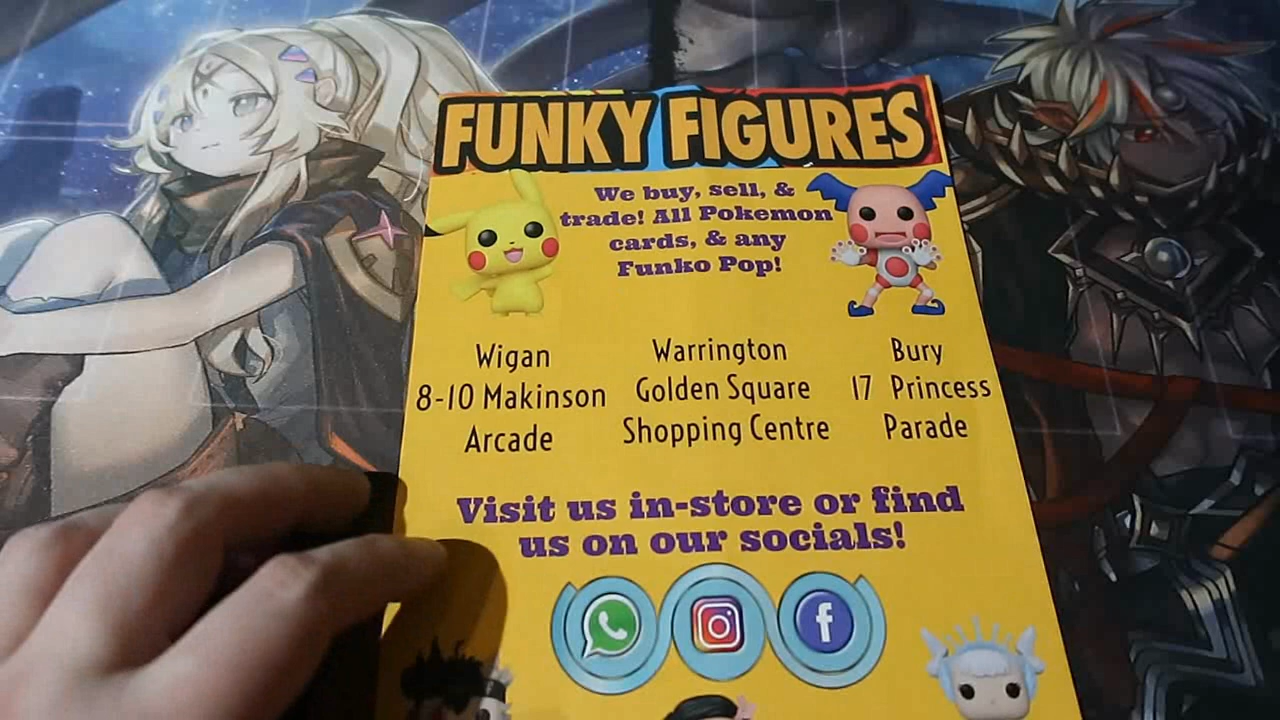 FUNKY FIGURES
We buy, sell, &
trade! All Pokemon
cards, & any
Funko Pop!
Wigan
8-10 Makinson
Arcade
Warrington
Golden Square
Shopping Centre
Bury
17 Princess
Parade
Visit us in-store or find
us on our socials!